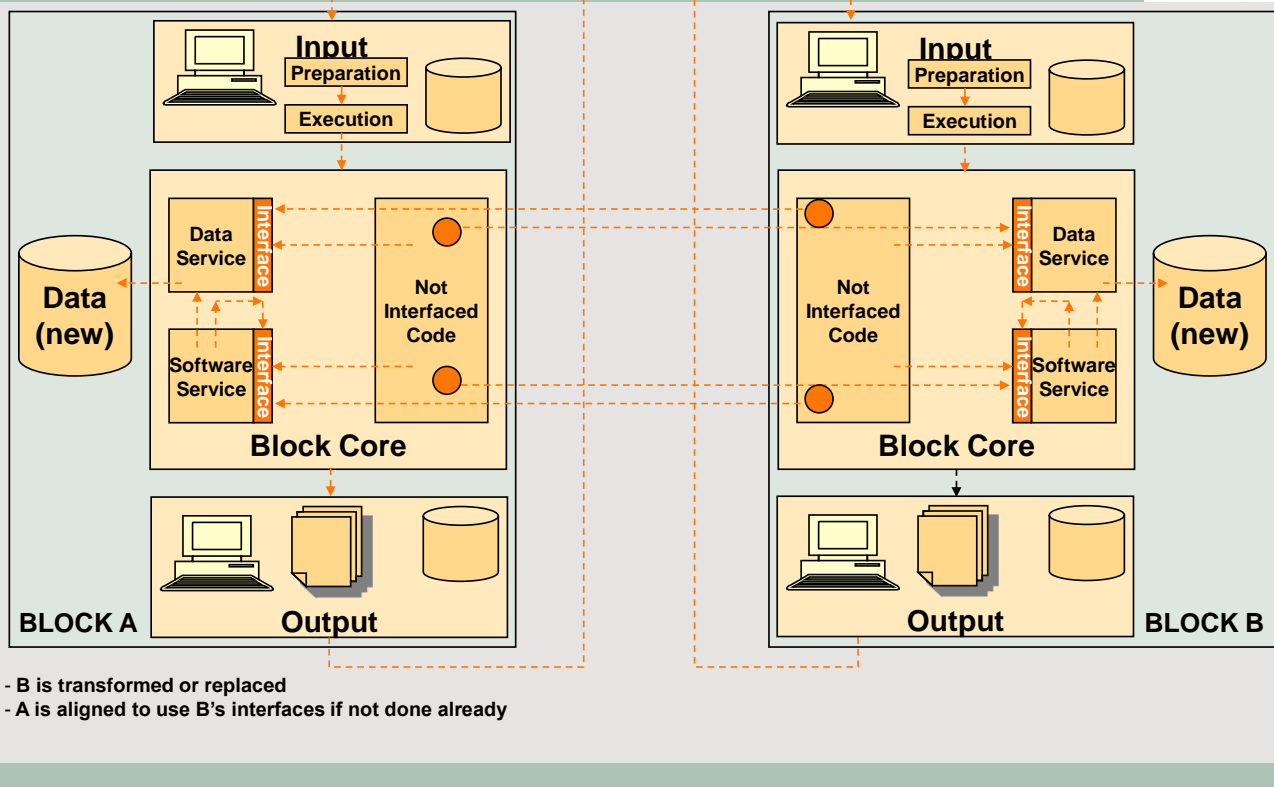 Input
Preparation
Execution
Data
Service
Interface
Not
Interfaced
Code
Software
Service
Interface
Data
(new)
Block Core
Output
BLOCK A
Input
Preparation
Execution
Not
Interfaced
Code
Interface
Data
Service
Interface
Software
Service
Data
(new)
Block Core
Output
BLOCK B
- B is transformed or replaced
- A is aligned to use B's interfaces if not done already